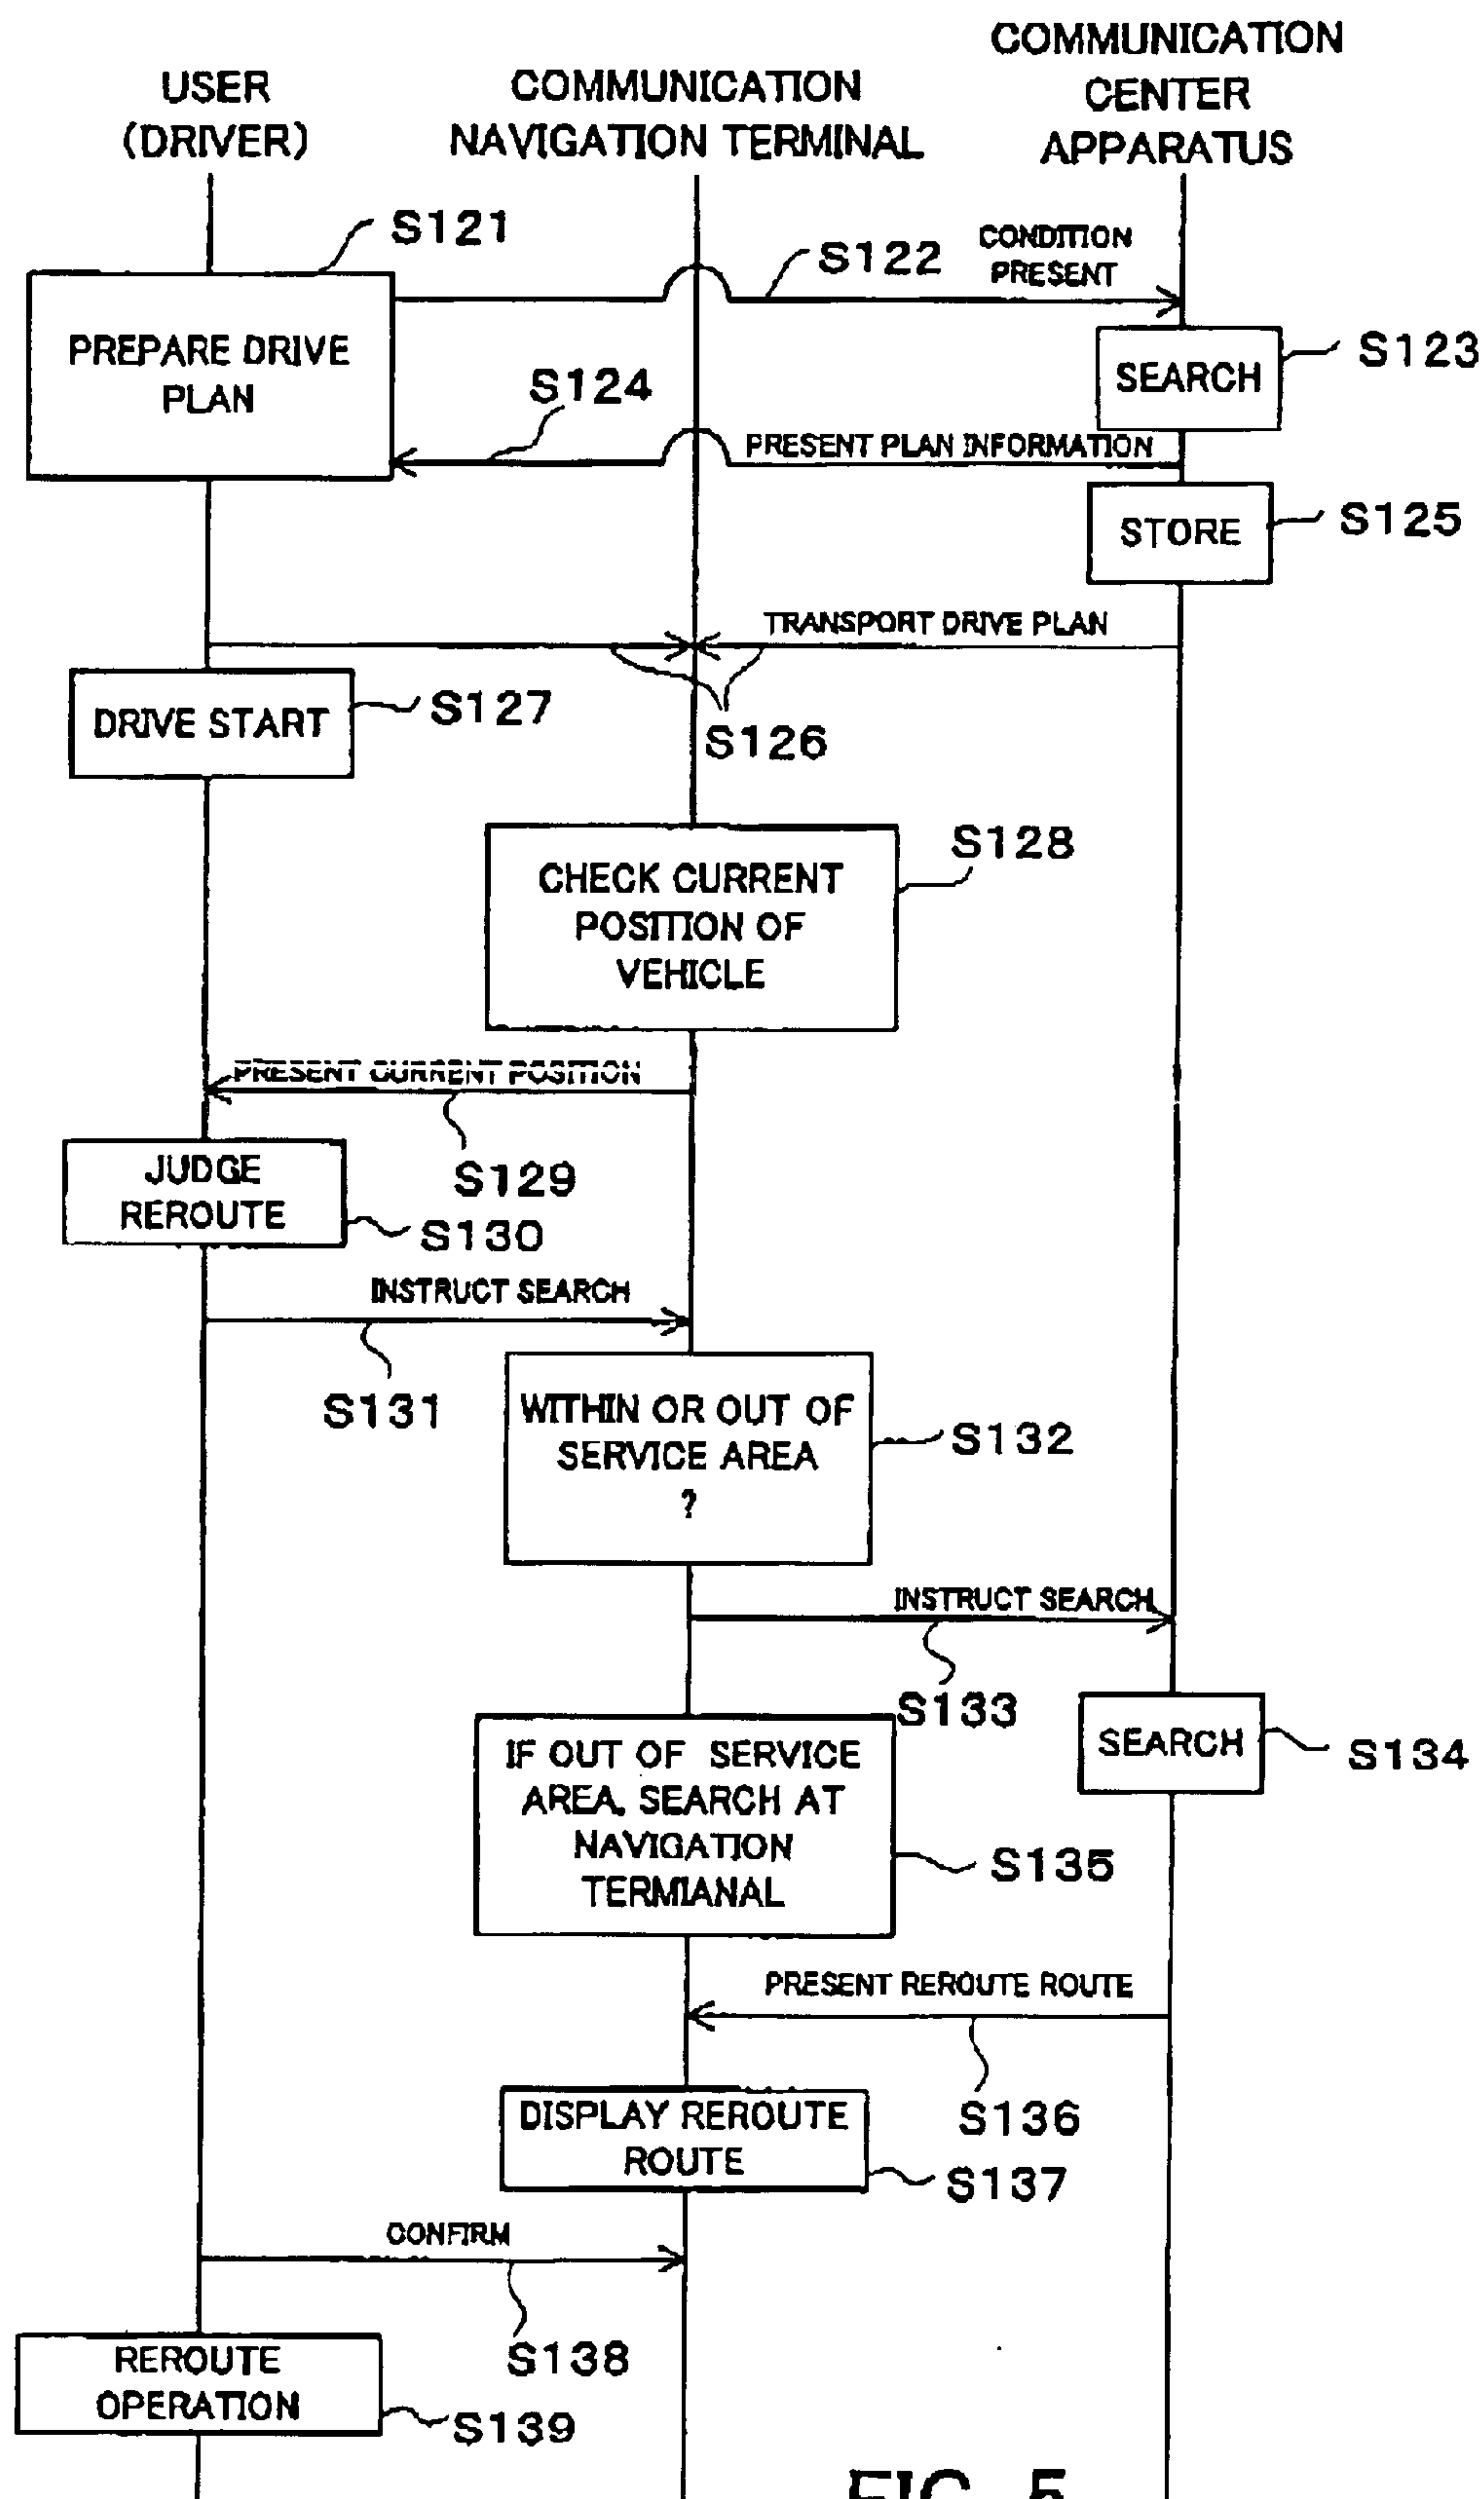 USER
(DRIVER)
COMMUNICATION
NAVIGATION TERMINAL
COMMUNICATION
CENTER
APPARATUS
S121
S122
CONDITION
PRESENT
PREPARE DRIVE
PLAN
SEARCH
S123
S124
PRESENT PLAN INFORMATION
STORE
S125
TRANSPORT DRIVE PLAN
DRIVE START
S127
S126
CHECK CURRENT
POSITION OF
VEHICLE
S128
PRESENT CURRENT POSITION
S129
JUDGE
REROUTE
S130
INSTRUCT SEARCH
S131
WITHIN OR OUT OF
SERVICE AREA
?
S132
INSTRUCT SEARCH
S133
SEARCH
S134
IF OUT OF SERVICE
AREA, SEARCH AT
NAVIGATION
TERMIANAL
S135
PRESENT REROUTE ROUTE
S136
DISPLAY REROUTE
ROUTE
S137
CONFIRM
S138
REROUTE
OPERATION
S139
FIG. 5